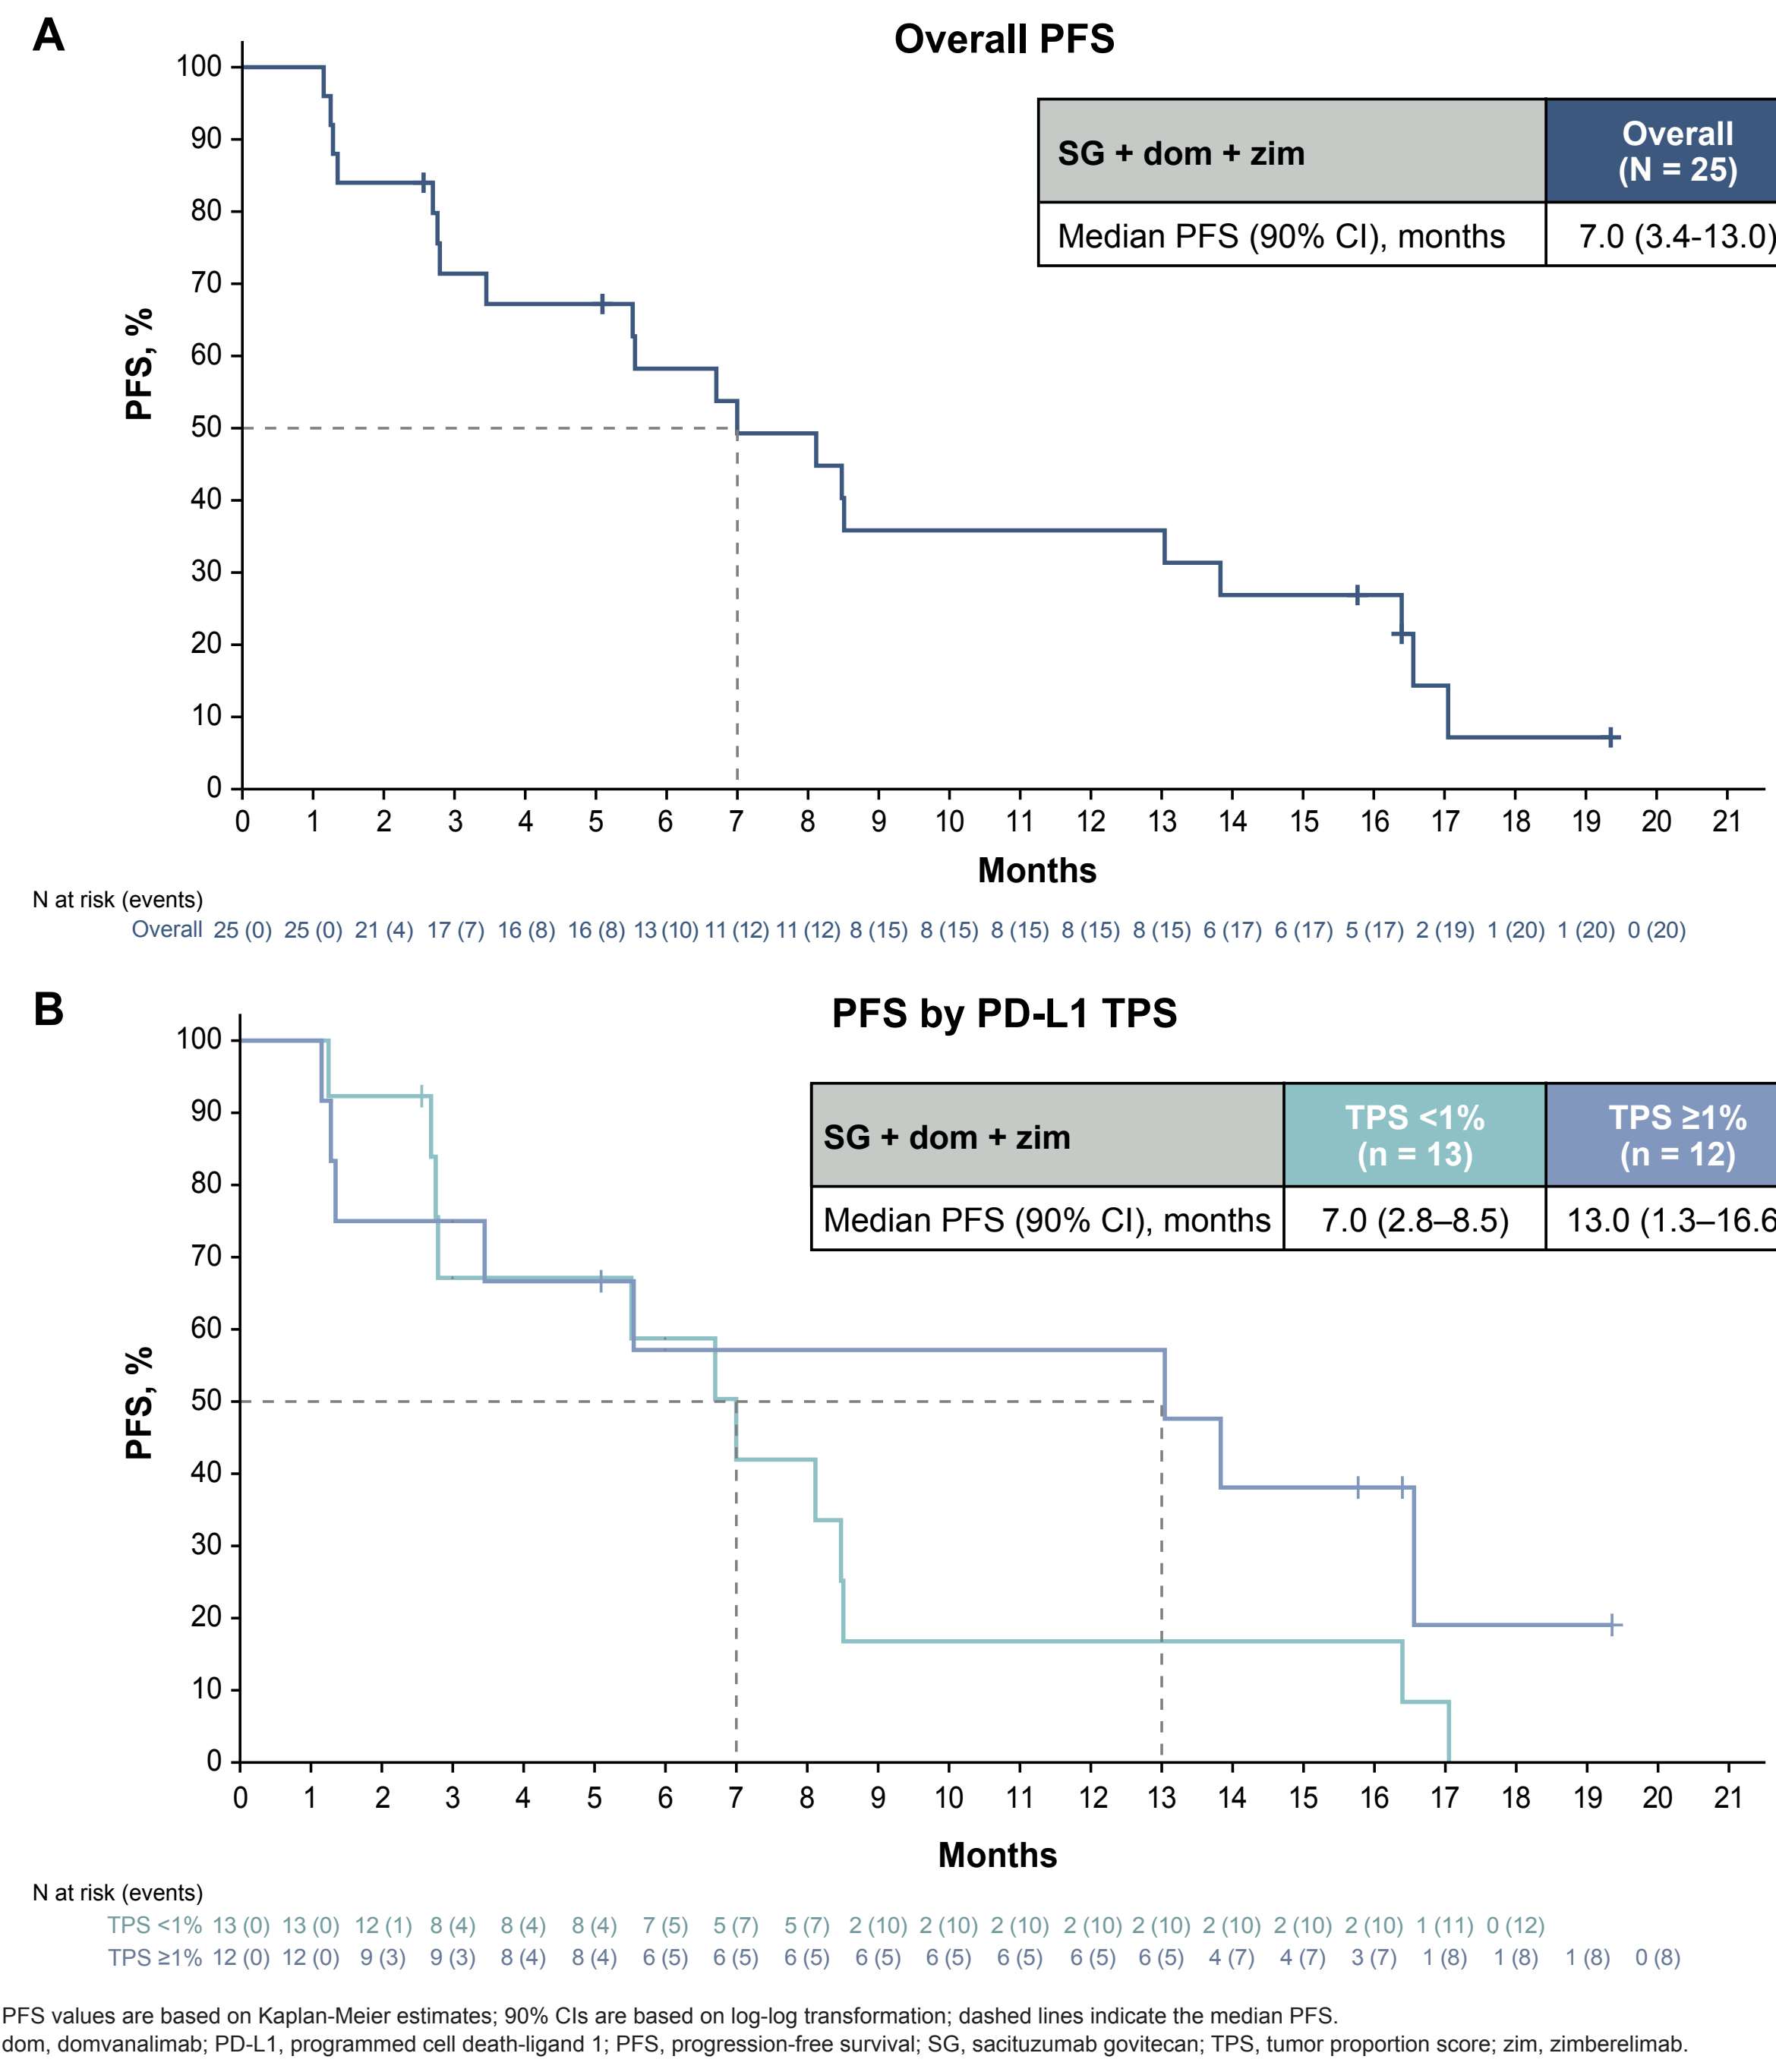 A
Overall PFS
SG + dom + zim
Overall
(N = 25)
Median PFS (90% CI), months
7.0 (3.4-13.0)
PFS, %
100
90
80
70
60
50
40
30
20
10
0
0 1 2 3 4 5 6 7 8 9 10 11 12 13 14 15 16 17 18 19 20 21
Months
N at risk (events)
Overall 25 (0) 25 (0) 21 (4) 17 (7) 16 (8) 16 (8) 13 (10) 11 (12) 11 (12) 8 (15) 8 (15) 8 (15) 8 (15) 8 (15) 6 (17) 6 (17) 5 (17) 2 (19) 1 (20) 1 (20) 0 (20)
B
PFS by PD-L1 TPS
SG + dom + zim
TPS <1%
(n = 13)
TPS ≥1%
(n = 12)
Median PFS (90% CI), months
7.0 (2.8–8.5)
13.0 (1.3–16.6
PFS, %
100
90
80
70
60
50
40
30
20
10
0
0 1 2 3 4 5 6 7 8 9 10 11 12 13 14 15 16 17 18 19 20 21
Months
N at risk (events)
TPS <1% 13 (0) 13 (0) 12 (1) 8 (4) 8 (4) 8 (4) 7 (5) 5 (7) 5 (7) 2 (10) 2 (10) 2 (10) 2 (10) 2 (10) 2 (10) 2 (10) 2 (10) 1 (11) 0 (12)
TPS ≥1% 12 (0) 12 (0) 9 (3) 9 (3) 8 (4) 8 (4) 6 (5) 6 (5) 6 (5) 6 (5) 6 (5) 6 (5) 6 (5) 6 (5) 4 (7) 4 (7) 3 (7) 1 (8) 1 (8) 1 (8) 0 (8)
PFS values are based on Kaplan-Meier estimates; 90% CIs are based on log-log transformation; dashed lines indicate the median PFS.
dom, domvanalimab; PD-L1, programmed cell death-ligand 1; PFS, progression-free survival; SG, sacituzumab govitecan; TPS, tumor proportion score; zim, zimberelimab.